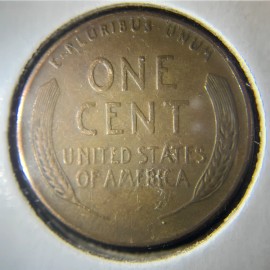 E·PLURIBUS·UNUM
ONE
CENT
UNITED STATES
OF AMERICA